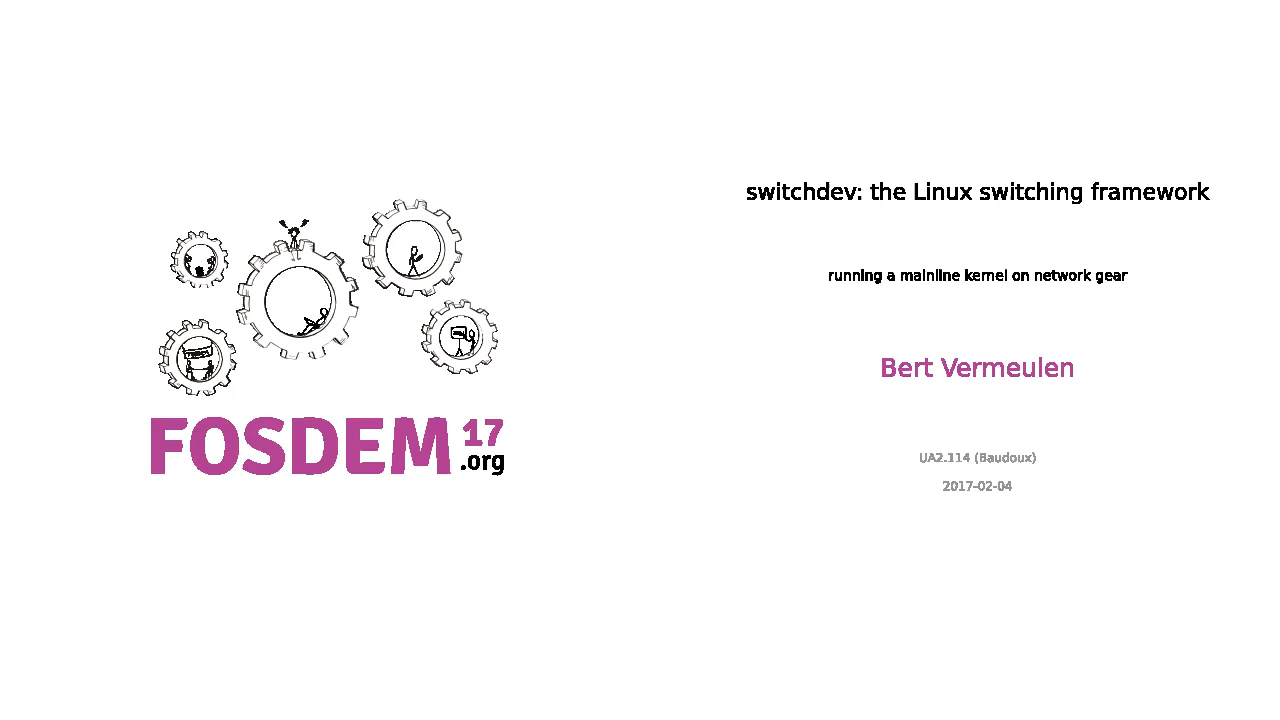 FOSDEM 17
.org
switchdev: the Linux switching framework
running a mainline kernel on network gear
Bert Vermeulen
UA2.114 (Baudoux)
2017-02-04